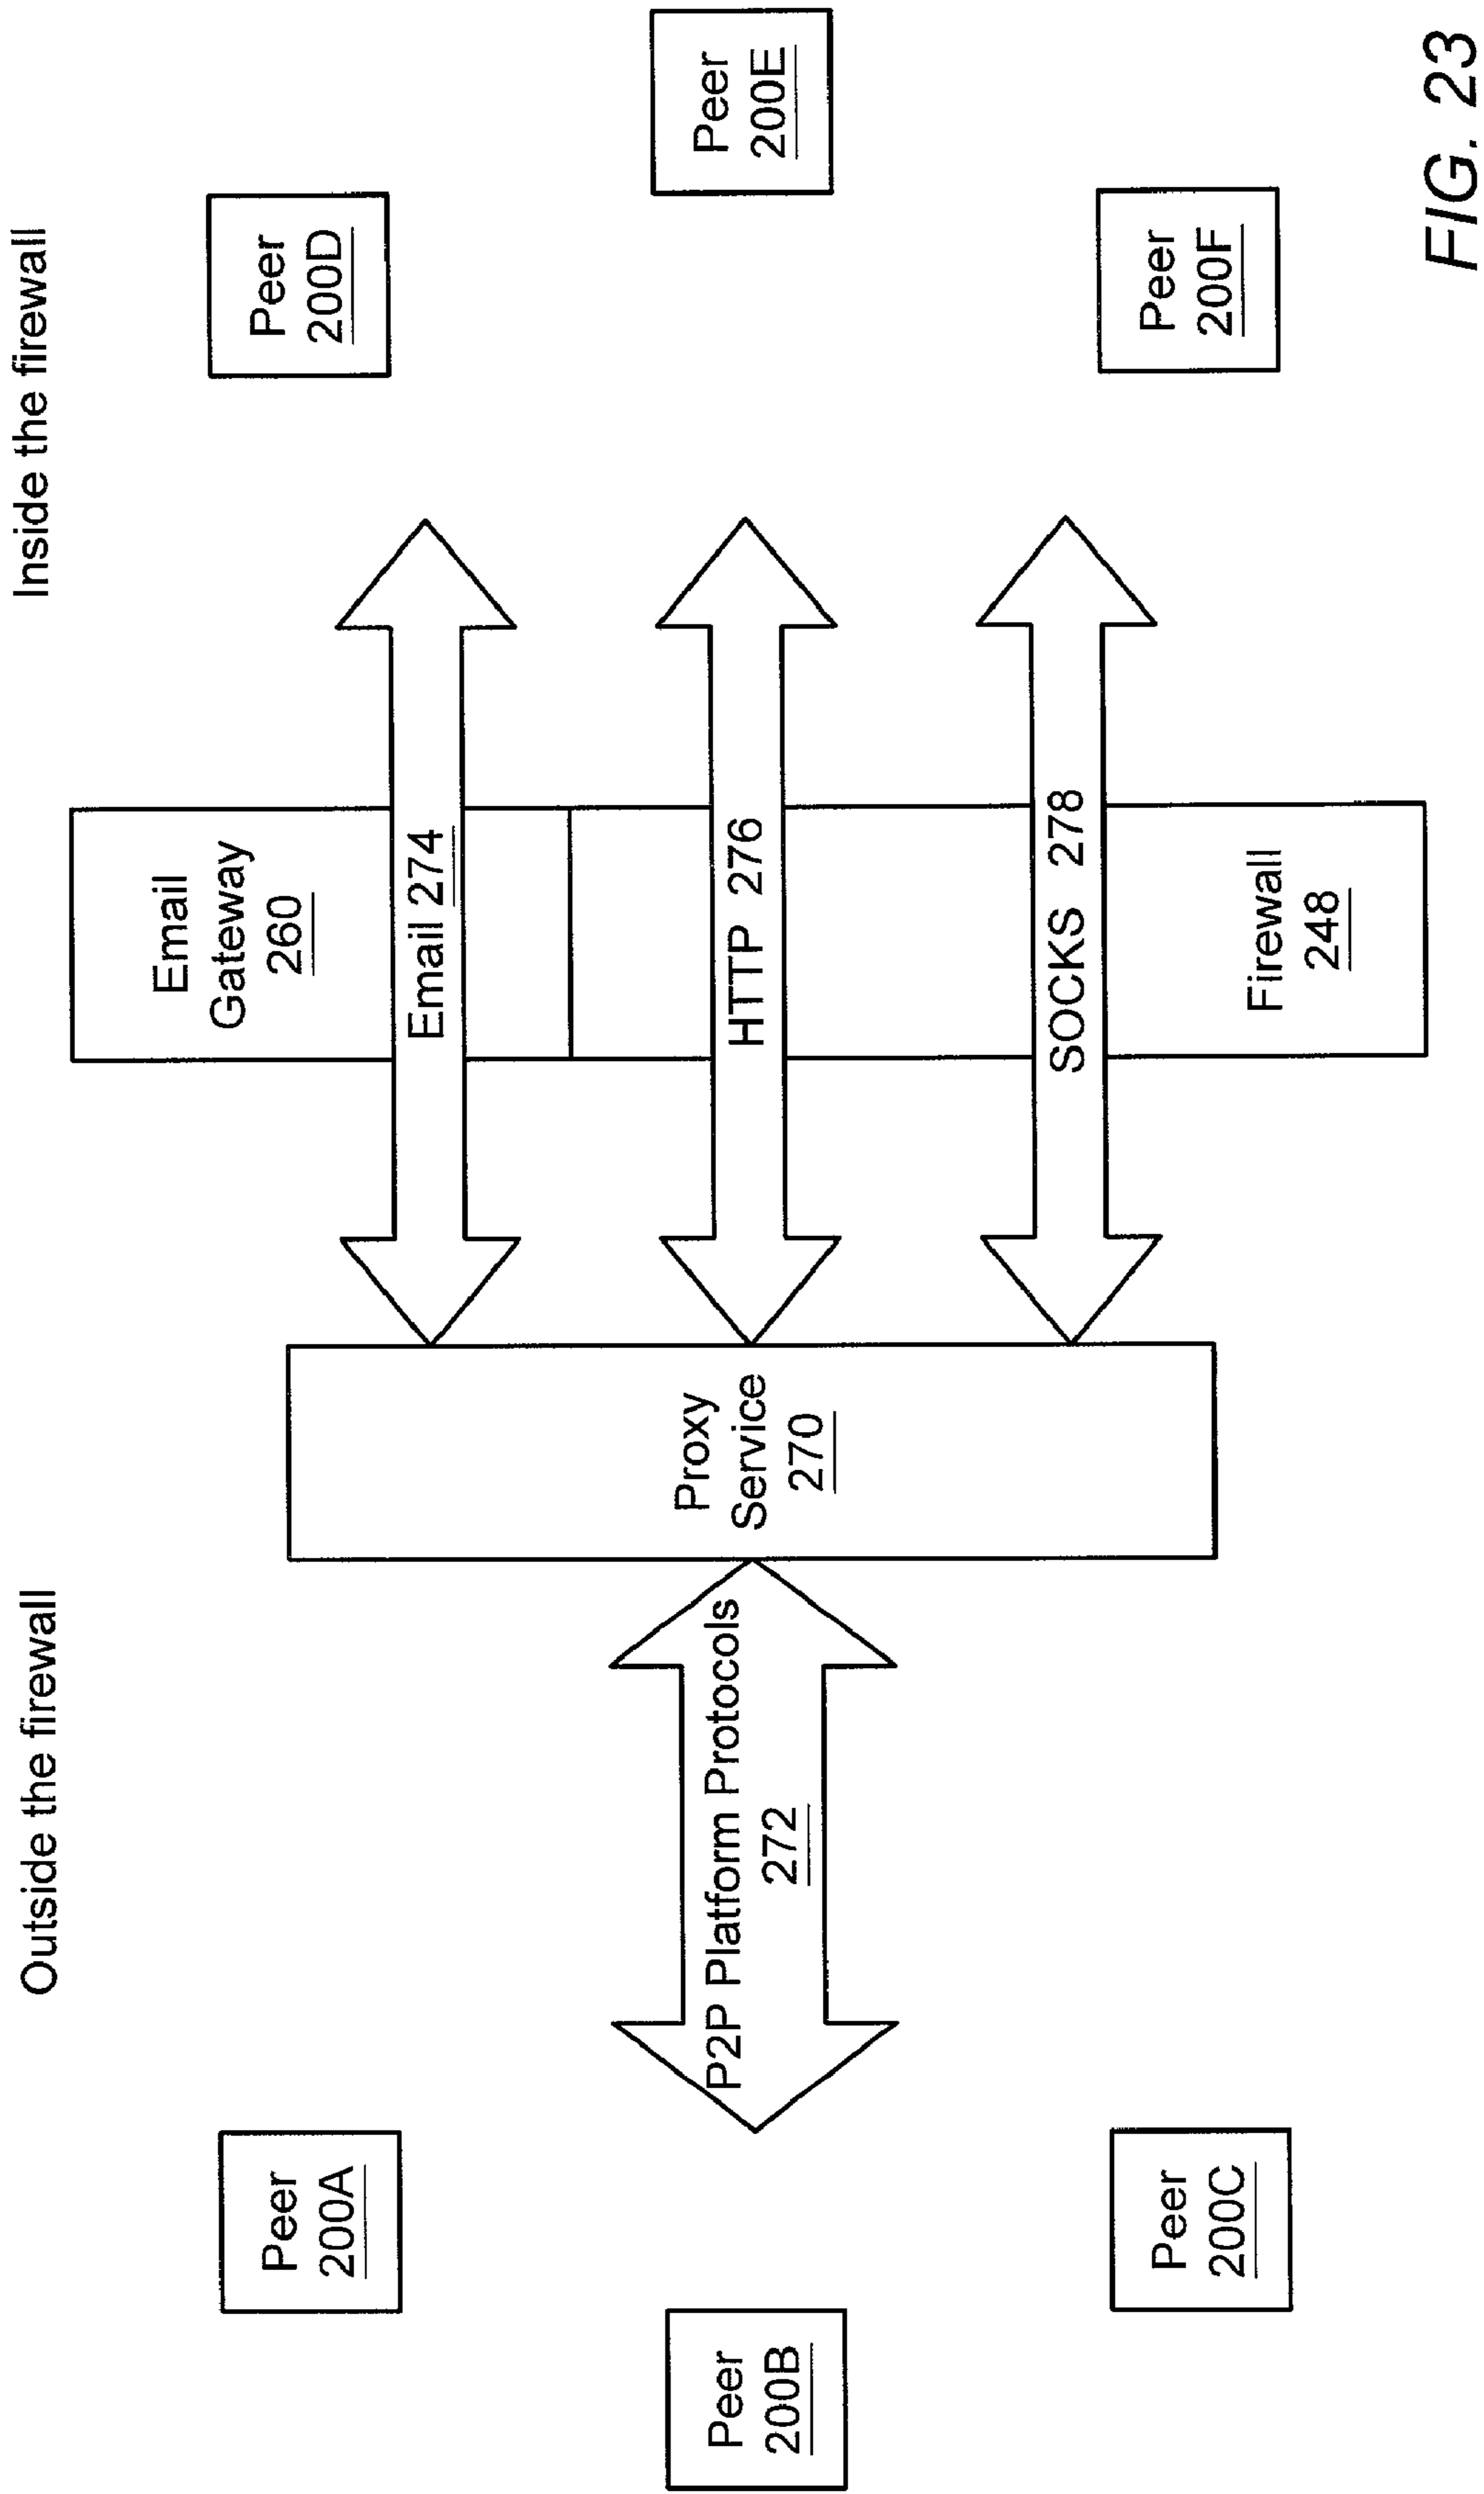 Outside the firewall
Inside the firewall
Peer
200A
Peer
200B
Peer
200C
P2P Platform Protocols
272
Proxy
Service
270
Email
Gateway
260
Email 274
HTTP 276
SOCKS 278
Firewall
248
Peer
200D
Peer
200E
Peer
200F
FIG. 23